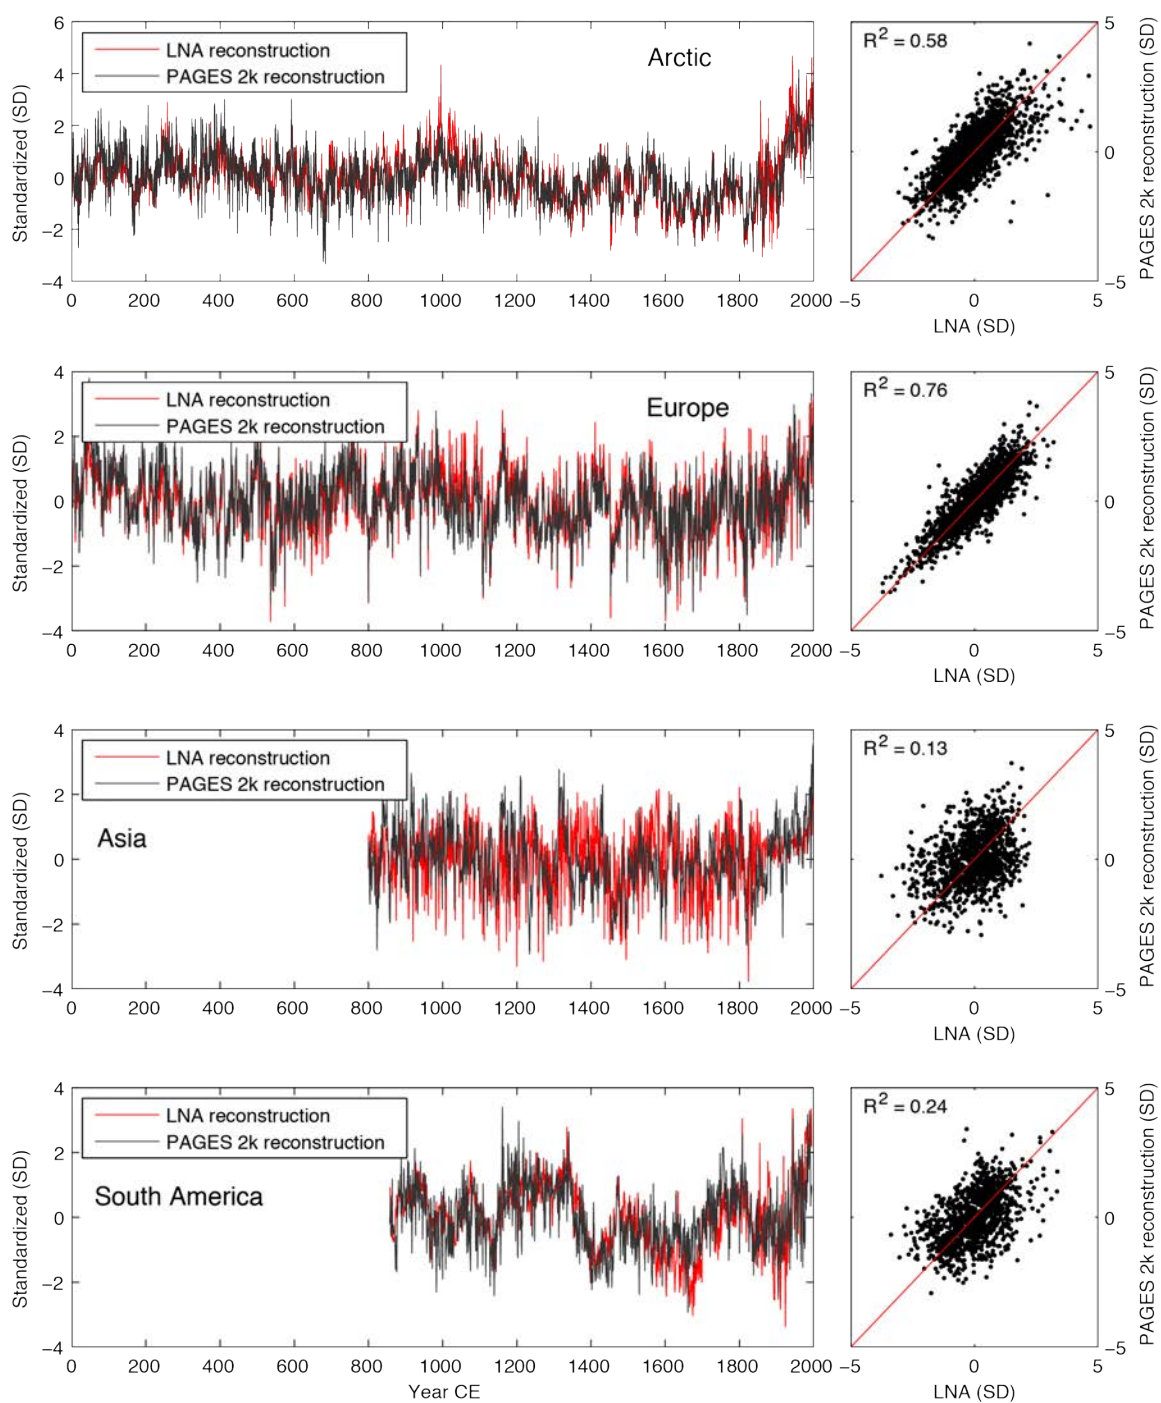 6
4
2
0
−2
−4
Standardized (SD)
LNA reconstruction
PAGES 2k reconstruction
Arctic
0 200 400 600 800 1000 1200 1400 1600 1800 2000
R² = 0.58
5
0
−5
PAGES 2k reconstruction (SD)
−5 0 5
LNA (SD)
4
2
0
−2
−4
Standardized (SD)
LNA reconstruction
PAGES 2k reconstruction
Europe
0 200 400 600 800 1000 1200 1400 1600 1800 2000
R² = 0.76
5
0
−5
PAGES 2k reconstruction (SD)
−5 0 5
LNA (SD)
4
2
0
−2
−4
Standardized (SD)
LNA reconstruction
PAGES 2k reconstruction
Asia
0 200 400 600 800 1000 1200 1400 1600 1800 2000
R² = 0.13
5
0
−5
PAGES 2k reconstruction (SD)
−5 0 5
LNA (SD)
4
2
0
−2
−4
Standardized (SD)
LNA reconstruction
PAGES 2k reconstruction
South America
0 200 400 600 800 1000 1200 1400 1600 1800 2000
Year CE
R² = 0.24
5
0
−5
PAGES 2k reconstruction (SD)
−5 0 5
LNA (SD)